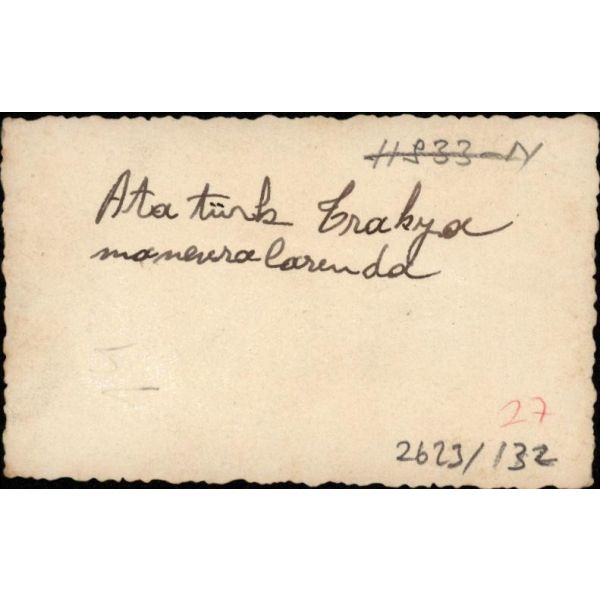 11833-N
Ata türk Trakya
manevralarında
27
2623/132